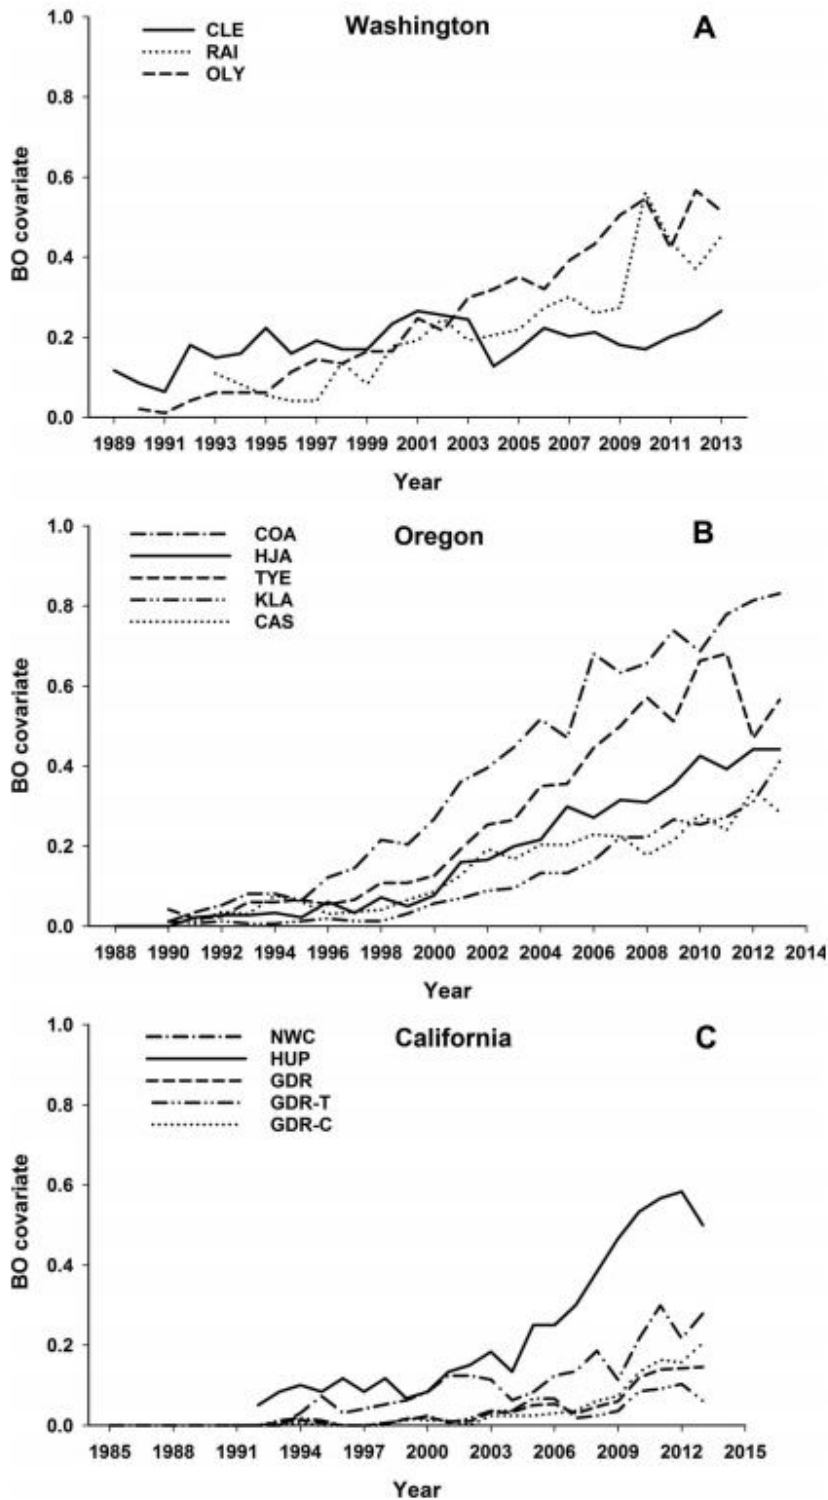 Washington A
CLE
RAI
OLY
1.0
0.8
0.6
0.4
0.2
0.0
BO covariate
1989 1991 1993 1995 1997 1999 2001 2003 2005 2007 2009 2011 2013
Year
Oregon B
COA
HJA
TYE
KLA
CAS
1.0
0.8
0.6
0.4
0.2
0.0
BO covariate
1988 1990 1992 1994 1996 1998 2000 2002 2004 2006 2008 2010 2012 2014
Year
California C
NWC
HUP
GDR
GDR-T
GDR-C
1.0
0.8
0.6
0.4
0.2
0.0
BO covariate
1985 1988 1991 1994 1997 2000 2003 2006 2009 2012 2015
Year